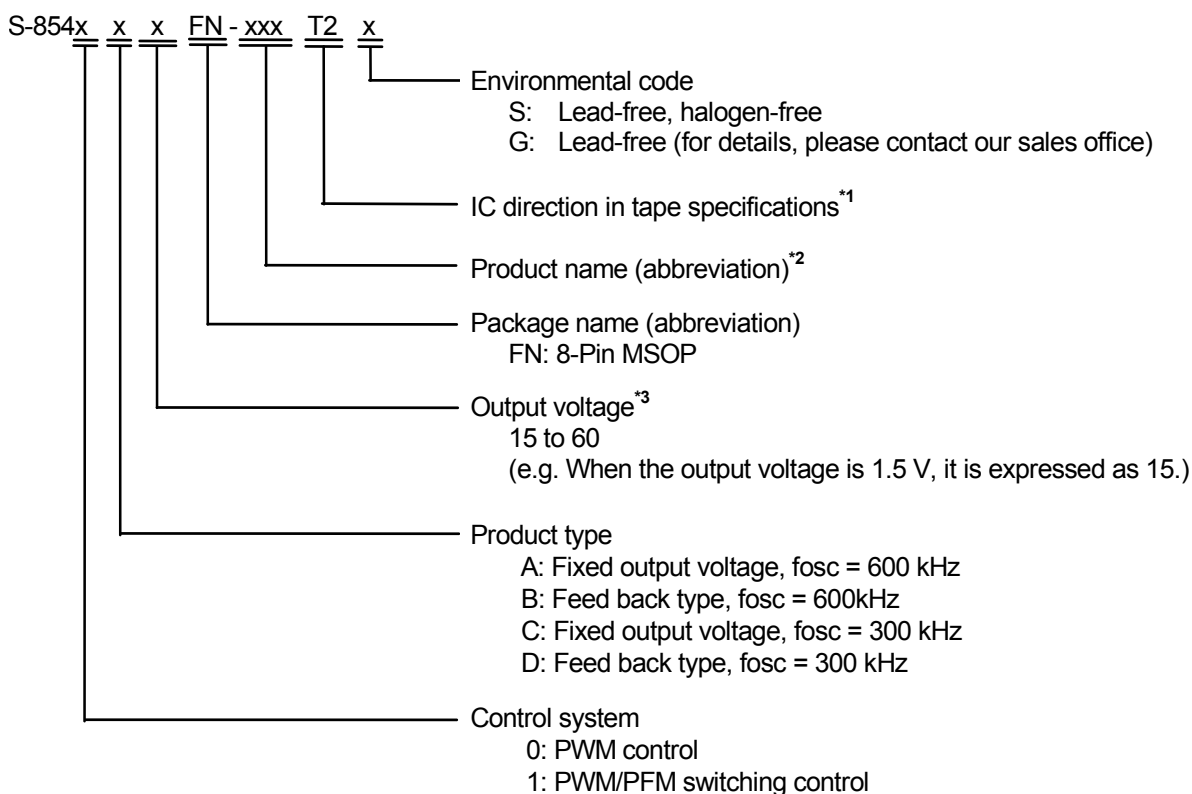 S-854x x x FN - xxx T2 x
Environmental code
S: Lead-free, halogen-free
G: Lead-free (for details, please contact our sales office)
IC direction in tape specifications*1
Product name (abbreviation)*2
Package name (abbreviation)
FN: 8-Pin MSOP
Output voltage*3
15 to 60
(e.g. When the output voltage is 1.5 V, it is expressed as 15.)
Product type
A: Fixed output voltage, fosc = 600 kHz
B: Feed back type, fosc = 600kHz
C: Fixed output voltage, fosc = 300 kHz
D: Feed back type, fosc = 300 kHz
Control system
0: PWM control
1: PWM/PFM switching control